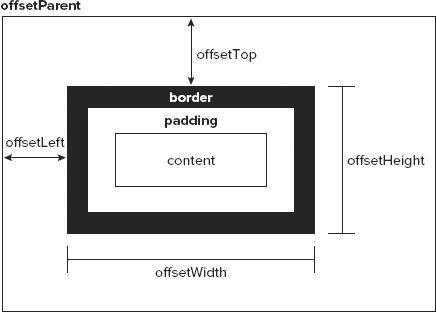 offsetParent
offsetTop
border
padding
offsetLeft
content
offsetHeight
offsetWidth